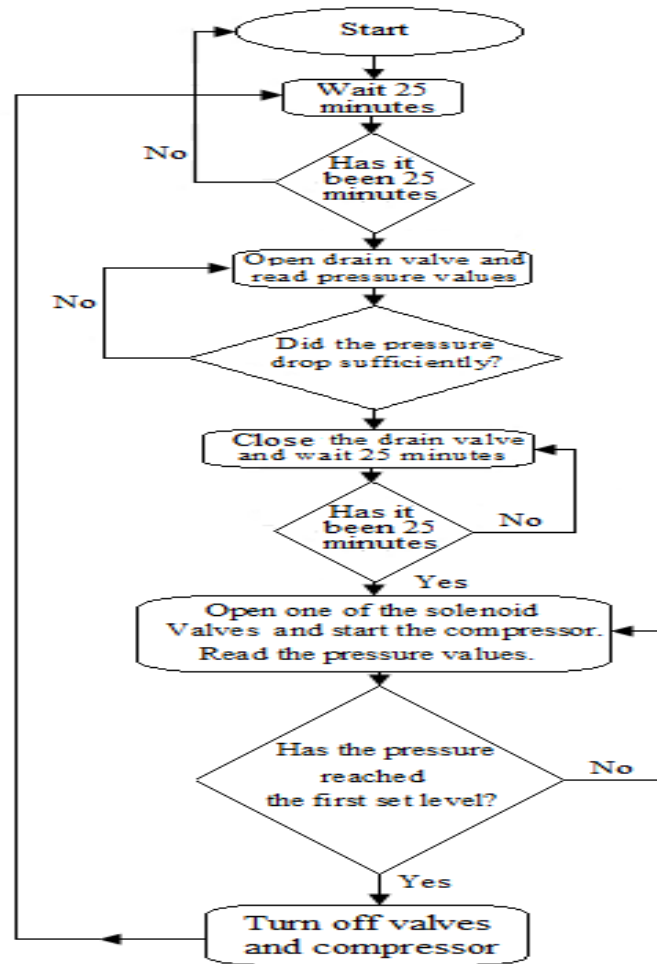 Start
Wait 25
minutes
No
Has it
been 25
minutes
Open drain valve and
read pressure values
No
Did the pressure
drop sufficiently?
Close the drain valve
and wait 25 minutes
Has it
been 25
minutes
No
Yes
Open one of the solenoid
Valves and start the compressor.
Read the pressure values.
Has the pressure
reached
the first set level?
No
Yes
Turn off valves
and compressor